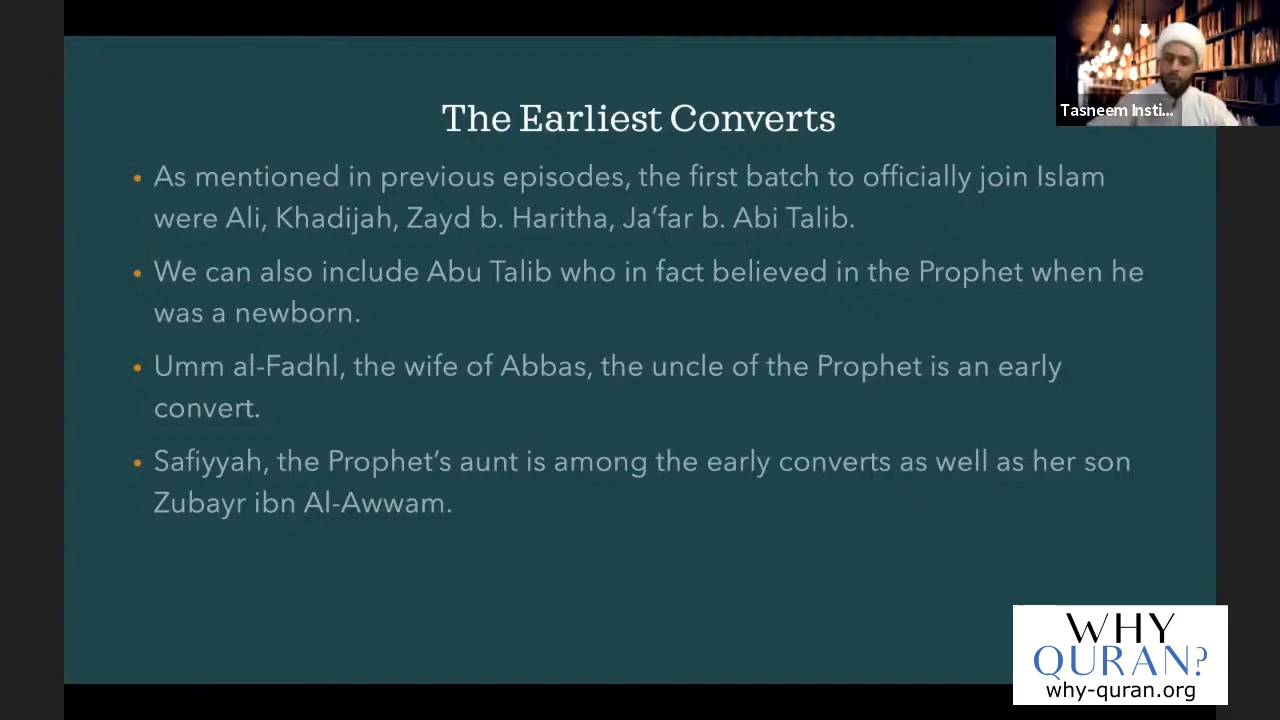 Tasneem Insti...
The Earliest Converts
• As mentioned in previous episodes, the first batch to officially join Islam
were Ali, Khadijah, Zayd b. Haritha, Ja’far b. Abi Talib.
• We can also include Abu Talib who in fact believed in the Prophet when he
was a newborn.
• Umm al-Fadhl, the wife of Abbas, the uncle of the Prophet is an early
convert.
• Safiyyah, the Prophet’s aunt is among the early converts as well as her son
Zubayr ibn Al-Awwam.
WHY
QURAN?
why-quran.org